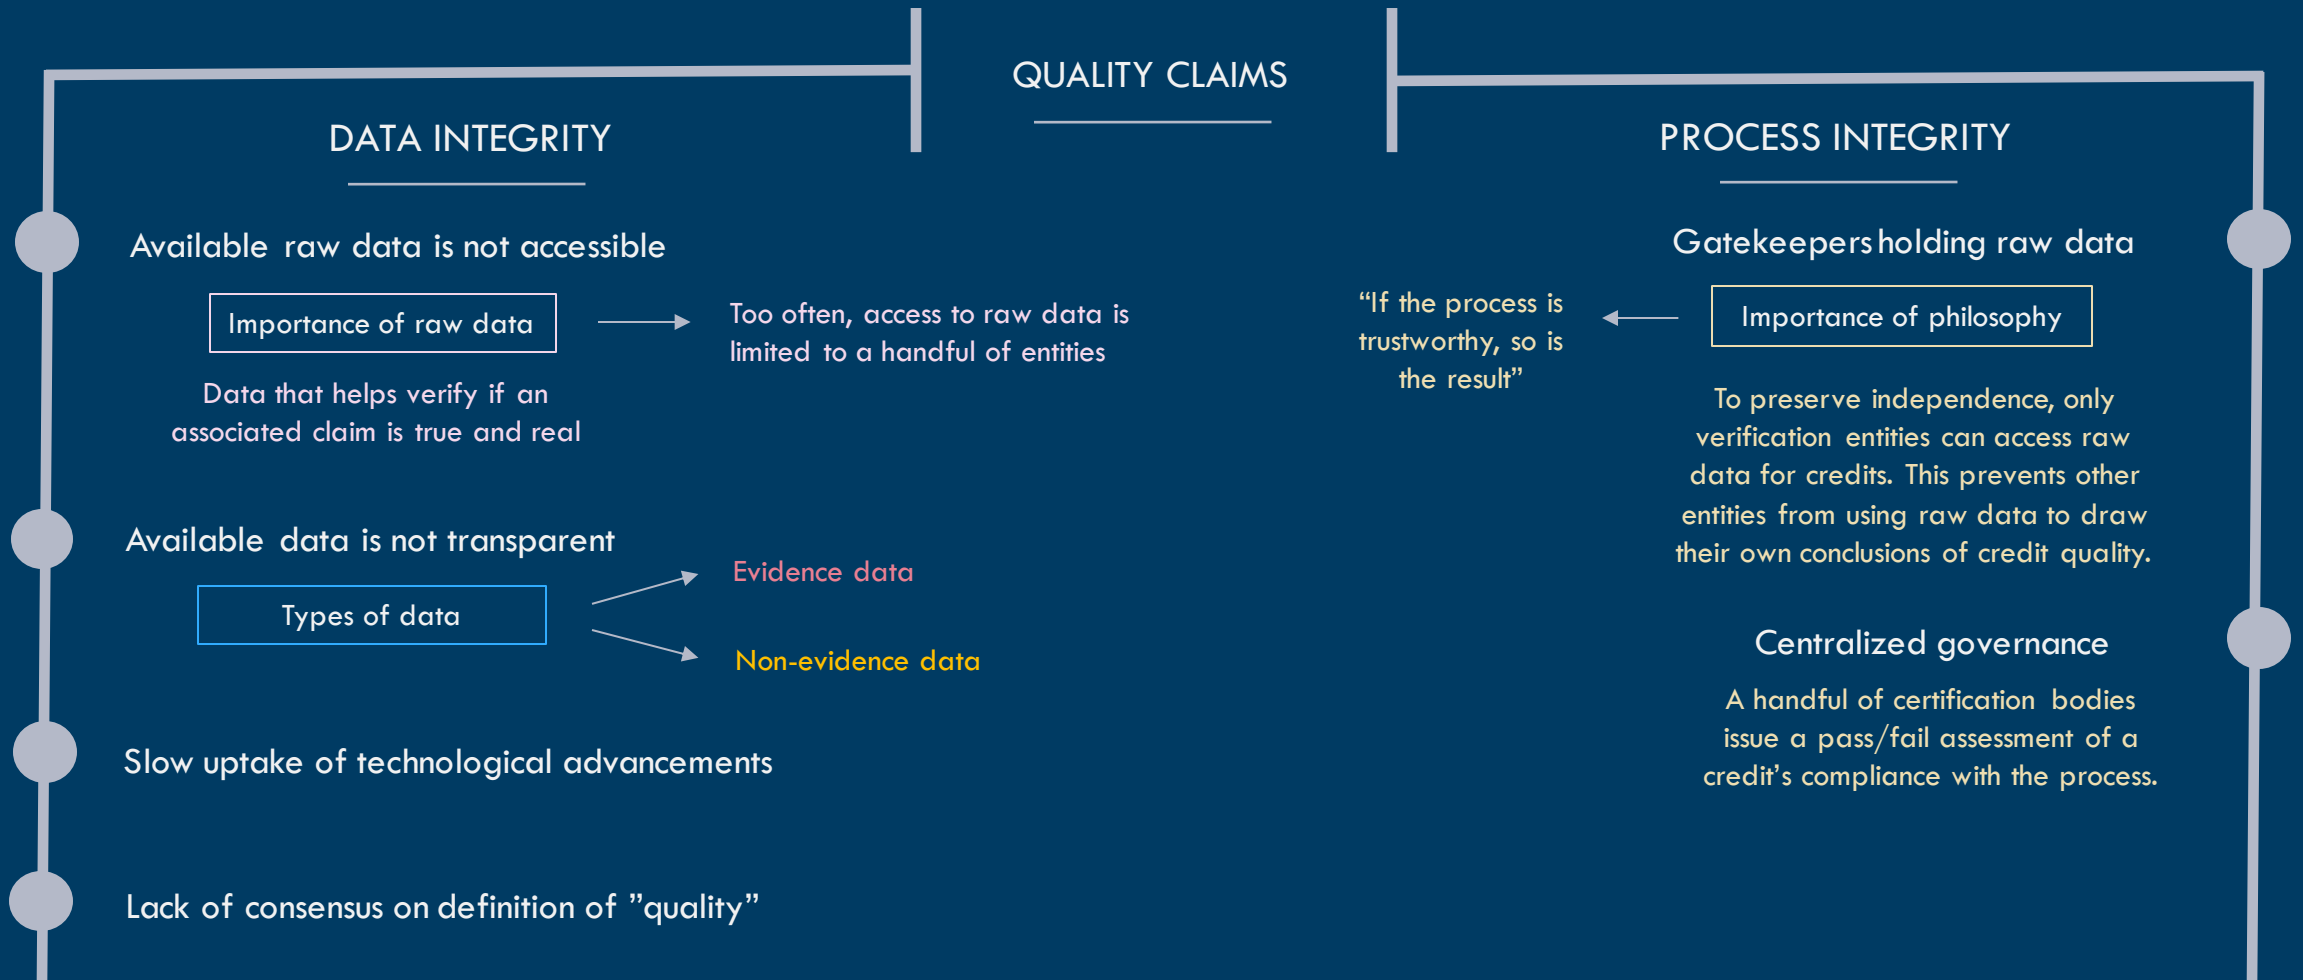 QUALITY CLAIMS
DATA INTEGRITY
Available raw data is not accessible
Importance of raw data
Too often, access to raw data is
limited to a handful of entities
Data that helps verify if an
associated claim is true and real
Available data is not transparent
Types of data
Evidence data
Non-evidence data
Slow uptake of technological advancements
Lack of consensus on definition of ”quality”
PROCESS INTEGRITY
Gatekeepers holding raw data
Importance of philosophy
“If the process is
trustworthy, so is
the result”
To preserve independence, only
verification entities can access raw
data for credits. This prevents other
entities from using raw data to draw
their own conclusions of credit quality.
Centralized governance
A handful of certification bodies
issue a pass/fail assessment of a
credit’s compliance with the process.